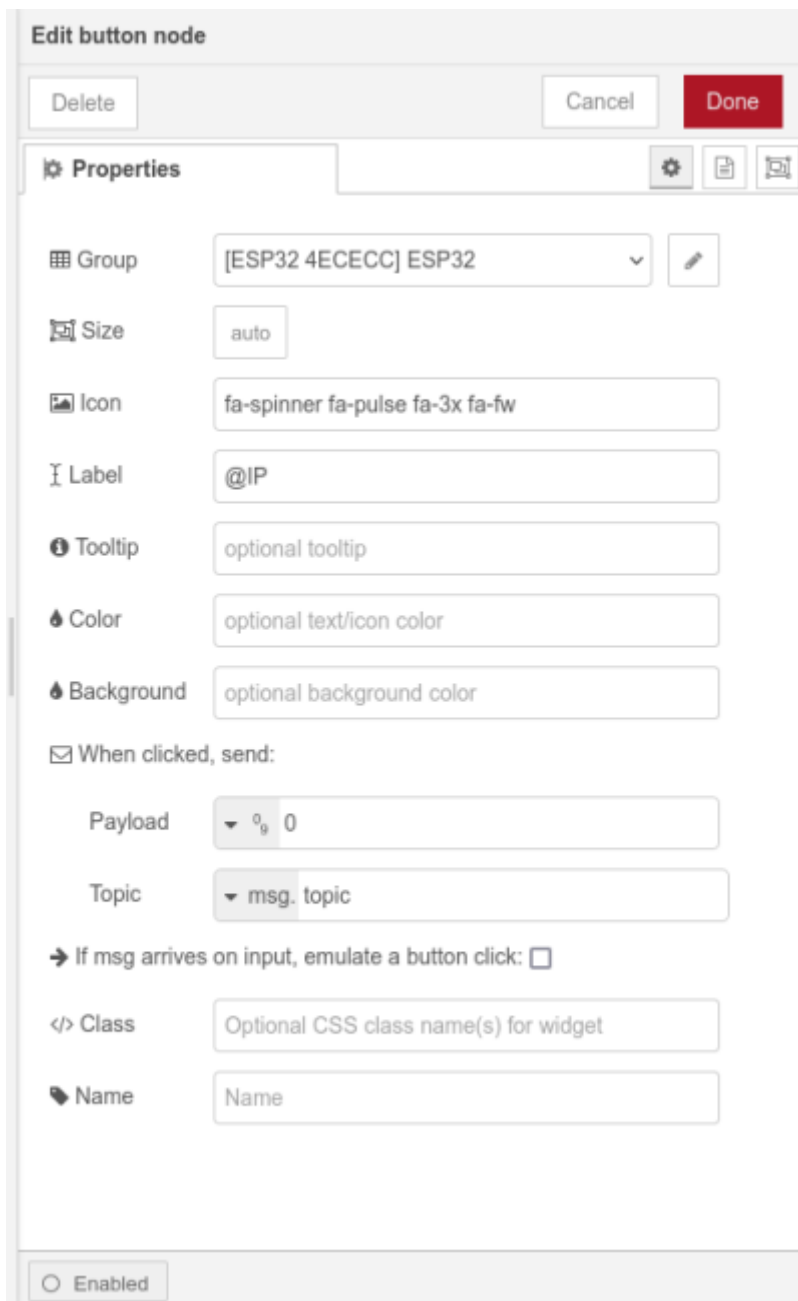 Edit button node
Delete Cancel Done
Properties
Group [ESP32 4ECECC] ESP32
Size auto
Icon fa-spinner fa-pulse fa-3x fa-fw
Label @IP
Tooltip optional tooltip
Color optional text/icon color
Background optional background color
When clicked, send:
Payload 0
Topic msg. topic
If msg arrives on input, emulate a button click:
</> Class Optional CSS class name(s) for widget
Name Name
Enabled